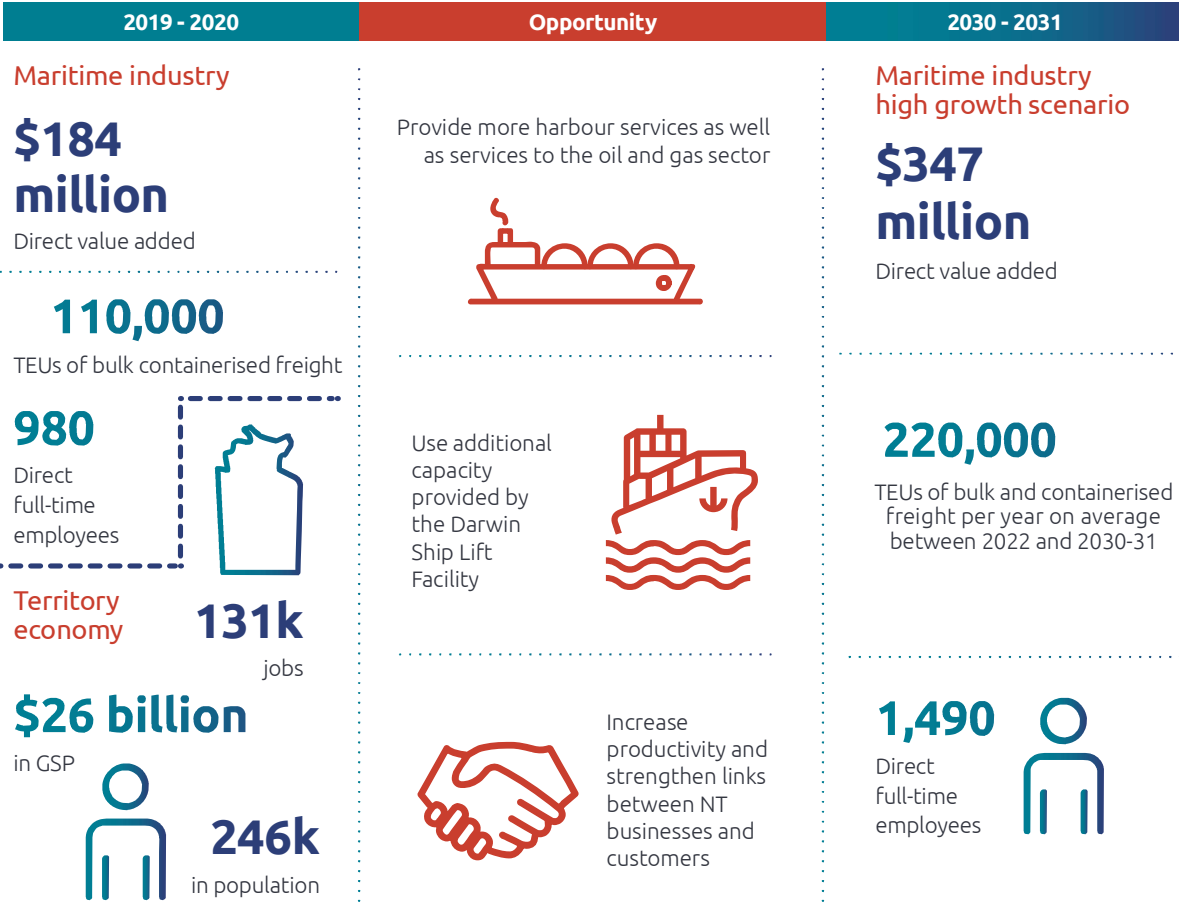 2019 - 2020
Maritime industry
$184
million
Direct value added
110,000
TEUs of bulk containerised freight
980
Direct
full-time
employees
Territory
economy
131k
jobs
$26 billion
in GSP
246k
in population
Opportunity
Provide more harbour services as well
as services to the oil and gas sector
Use additional
capacity
provided by
the Darwin
Ship Lift
Facility
Increase
productivity and
strengthen links
between NT
businesses and
customers
2030 - 2031
Maritime industry
high growth scenario
$347
million
Direct value added
220,000
TEUs of bulk and containerised
freight per year on average
between 2022 and 2030-31
1,490
Direct
full-time
employees